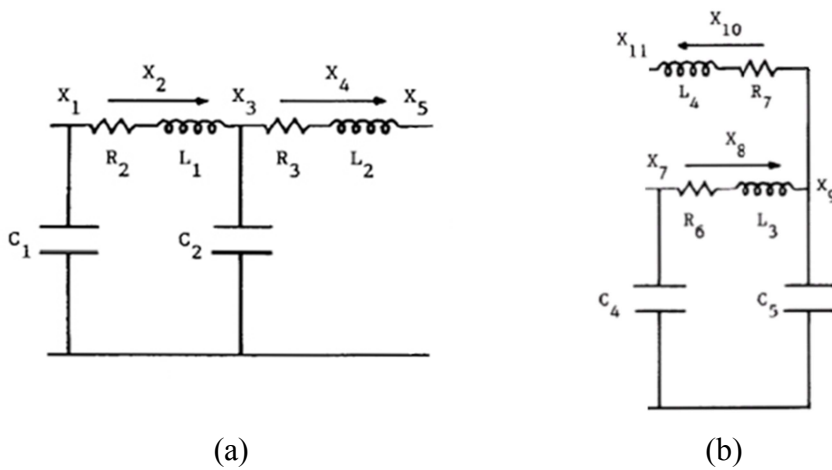 X1 X2 X3 X4 X5
R2 L1 R3 L2
C1 C2
(a)
X11 X10
L4 R7
X7 X8 X9
R6 L3
C4 C5
(b)